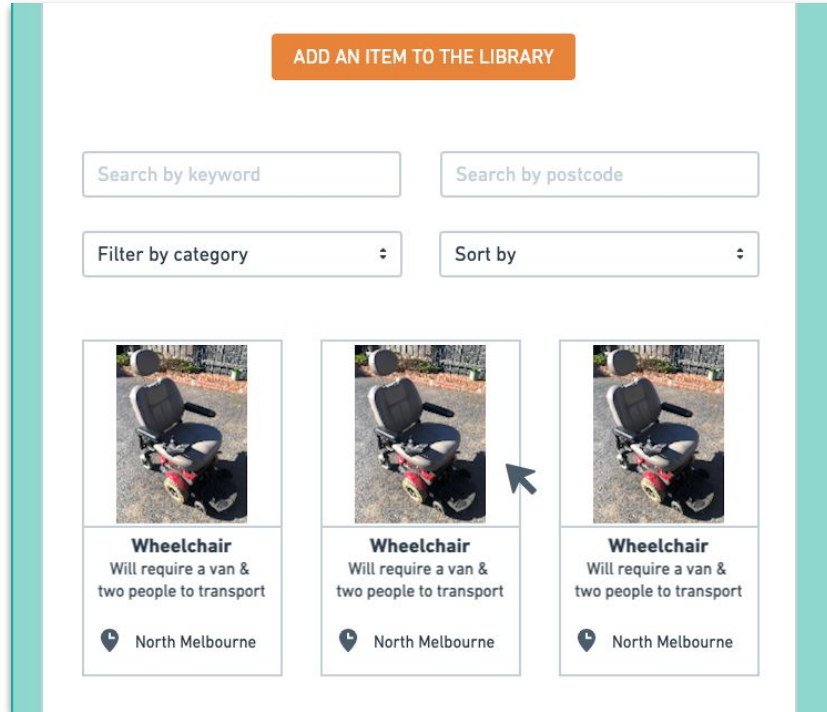 ADD AN ITEM TO THE LIBRARY
Search by keyword
Search by postcode
Filter by category
Sort by
Wheelchair
Will require a van &
two people to transport
North Melbourne
Wheelchair
Will require a van &
two people to transport
North Melbourne
Wheelchair
Will require a van &
two people to transport
North Melbourne